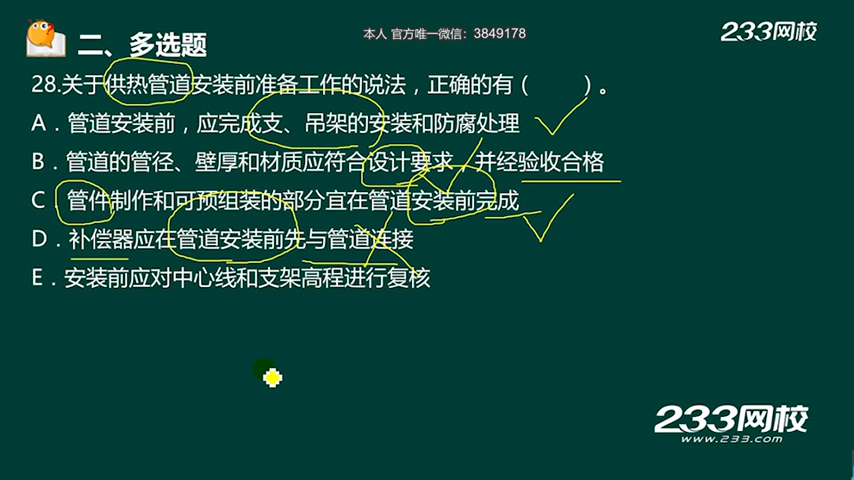 本人 官方唯一微信：3849178
二、多选题
233网校
28.关于供热管道安装前准备工作的说法，正确的有（　　）。
A．管道安装前，应完成支、吊架的安装和防腐处理
B．管道的管径、壁厚和材质应符合设计要求，并经验收合格
C．管件制作和可预组装的部分宜在管道安装前完成
D．补偿器应在管道安装前先与管道连接
E．安装前应对中心线和支架高程进行复核
233网校
www.233.com